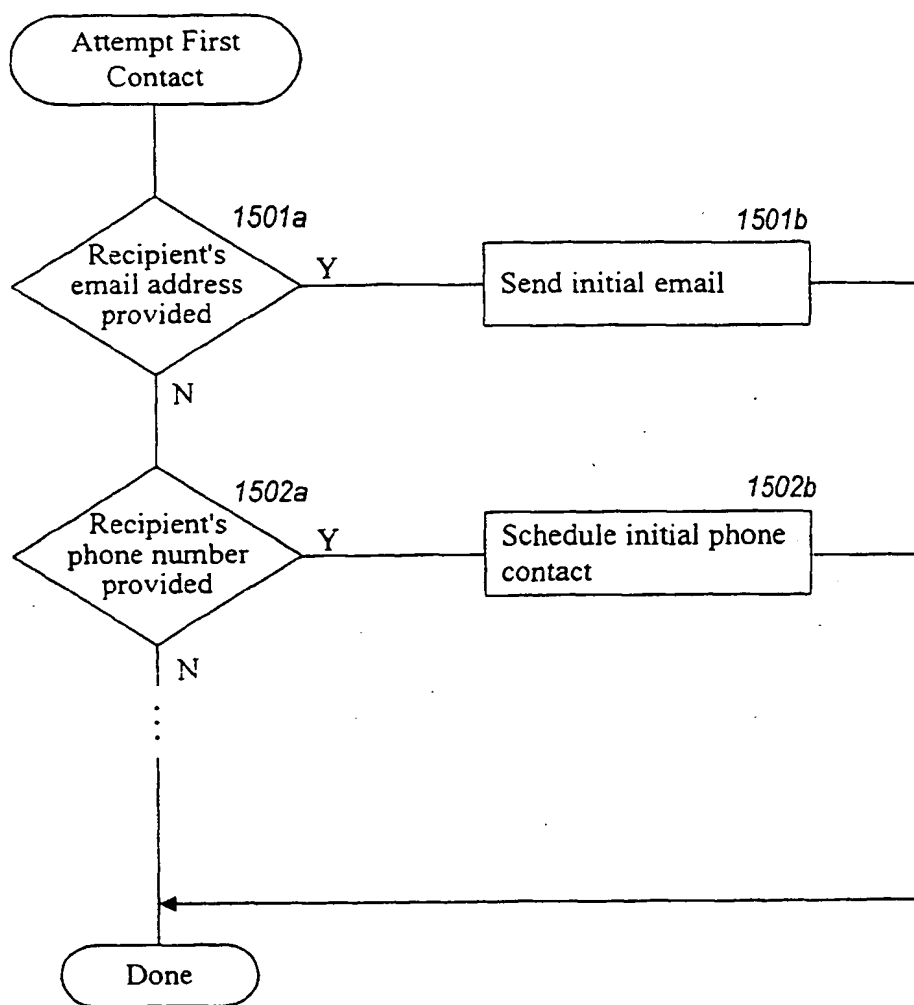 Attempt First
Contact
1501a
Recipient's
email address
provided
Y
N
1501b
Send initial email
1502a
Recipient's
phone number
provided
Y
N
1502b
Schedule initial phone
contact
Done